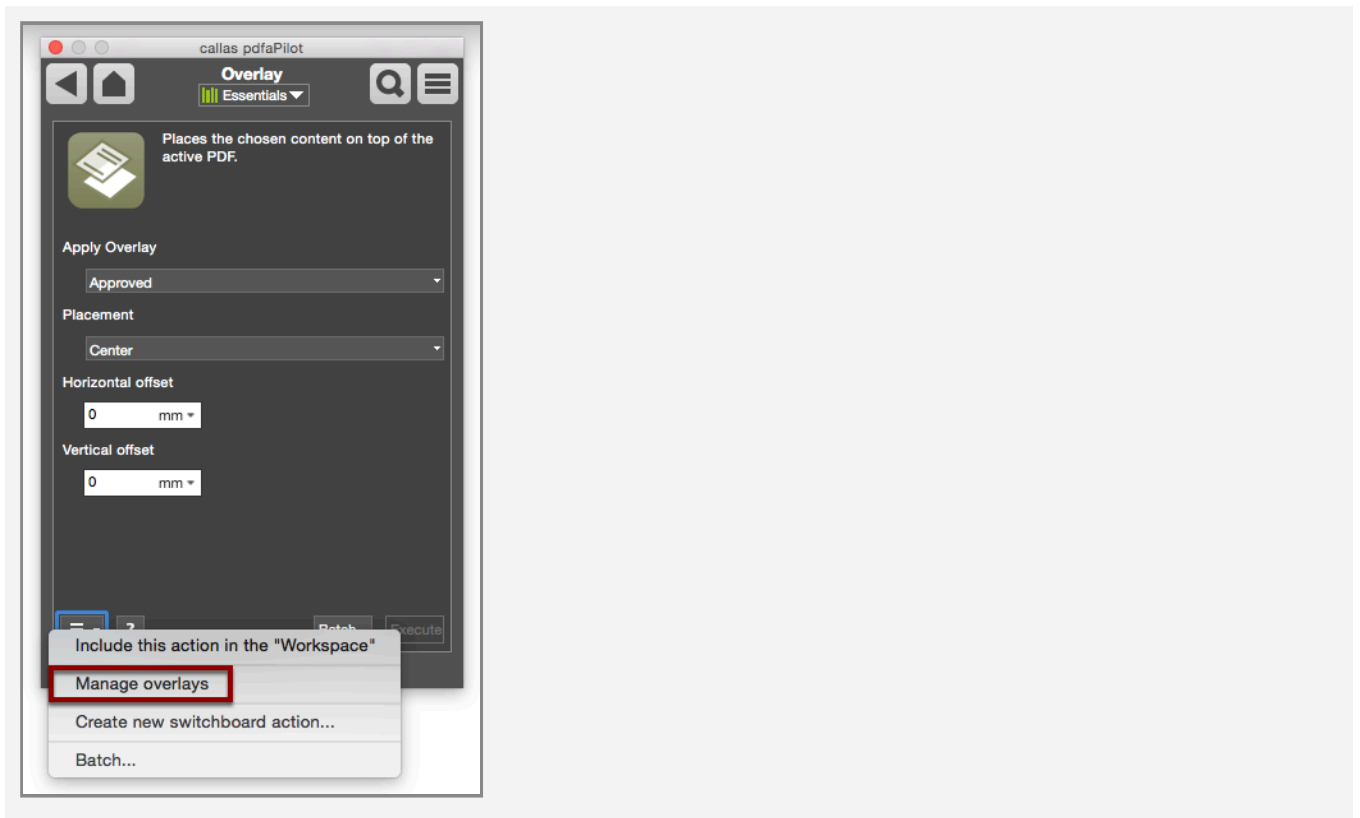 callas pdfaPilot
Overlay
Essentials
Places the chosen content on top of the
active PDF.
Apply Overlay
Approved
Placement
Center
Horizontal offset
0 mm
Vertical offset
0 mm
? Batch... Execute
Include this action in the "Workspace"
Manage overlays
Create new switchboard action...
Batch...